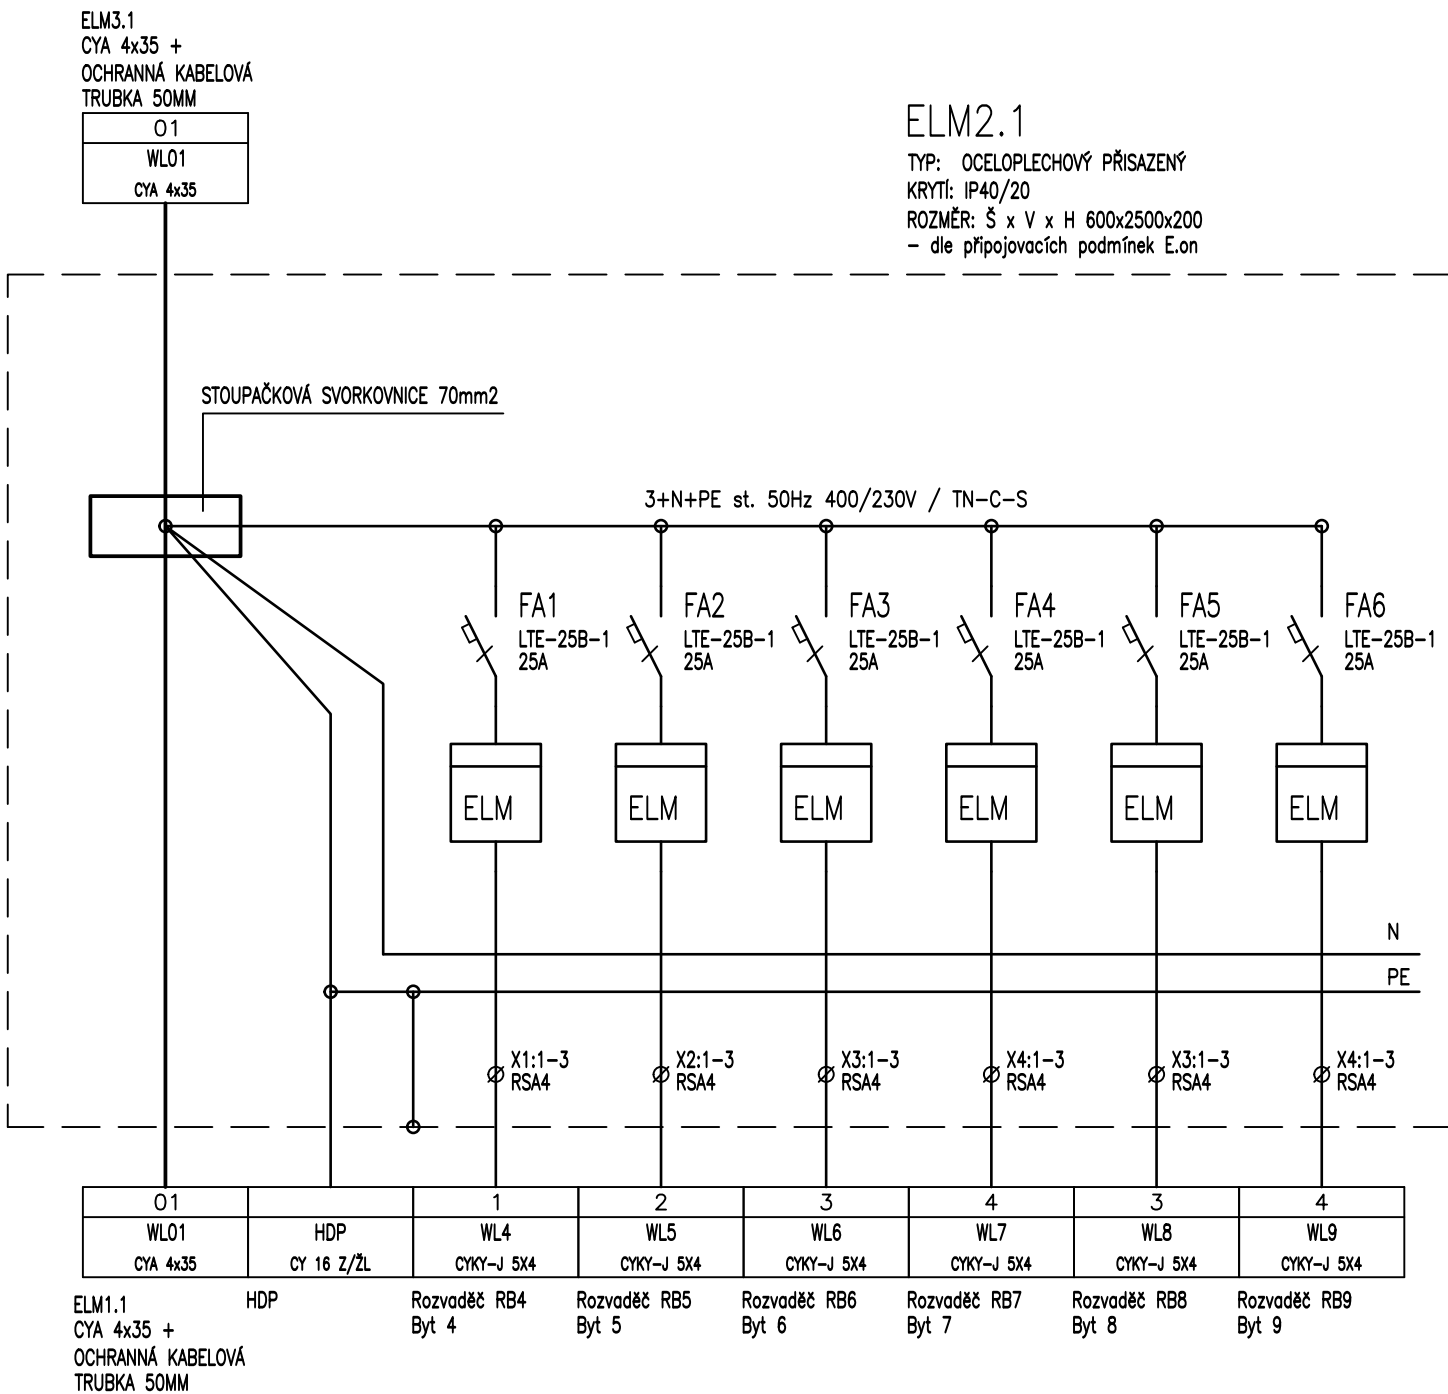 ELM3.1
CYA 4x35 +
OCHRANNÁ KABELOVÁ
TRUBKA 50MM
01
WL01
CYA 4x35
ELM2.1
TYP: OCELOPLECHOVÝ PŘISAZENÝ
KRYTÍ: IP40/20
ROZMĚR: Š x V x H 600x2500x200
– dle připojovacích podmínek E.on
STOUPAČKOVÁ SVORKOVNICE 70mm2
3+N+PE st. 50Hz 400/230V / TN-C-S
FA1
LTE-25B-1
25A
FA2
LTE-25B-1
25A
FA3
LTE-25B-1
25A
FA4
LTE-25B-1
25A
FA5
LTE-25B-1
25A
FA6
LTE-25B-1
25A
ELM
ELM
ELM
ELM
ELM
ELM
N
PE
X1:1-3
RSA4
X2:1-3
RSA4
X3:1-3
RSA4
X4:1-3
RSA4
X3:1-3
RSA4
X4:1-3
RSA4
01 1 2 3 4 3 4
WL01 HDP WL4 WL5 WL6 WL7 WL8 WL9
CYA 4x35 CY 16 Z/ŽL CYKY-J 5X4 CYKY-J 5X4 CYKY-J 5X4 CYKY-J 5X4 CYKY-J 5X4 CYKY-J 5X4
ELM1.1
CYA 4x35 +
OCHRANNÁ KABELOVÁ
TRUBKA 50MM
HDP
Rozvaděč RB4
Byt 4
Rozvaděč RB5
Byt 5
Rozvaděč RB6
Byt 6
Rozvaděč RB7
Byt 7
Rozvaděč RB8
Byt 8
Rozvaděč RB9
Byt 9